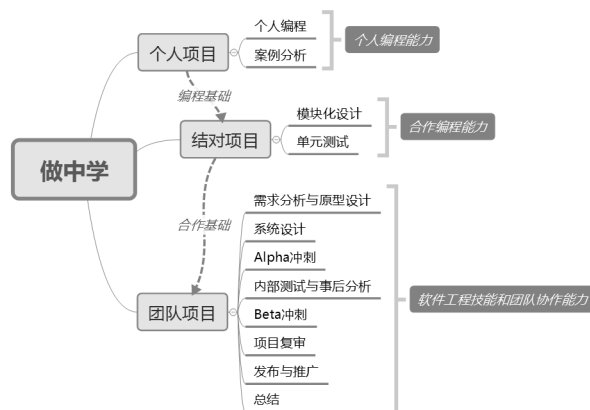 做中学
个人项目
个人编程
案例分析
个人编程能力
编程基础
结对项目
模块化设计
单元测试
合作编程能力
合作基础
团队项目
需求分析与原型设计
系统设计
Alpha冲刺
内部测试与事后分析
Beta冲刺
项目复审
发布与推广
总结
软件工程技能和团队协作能力